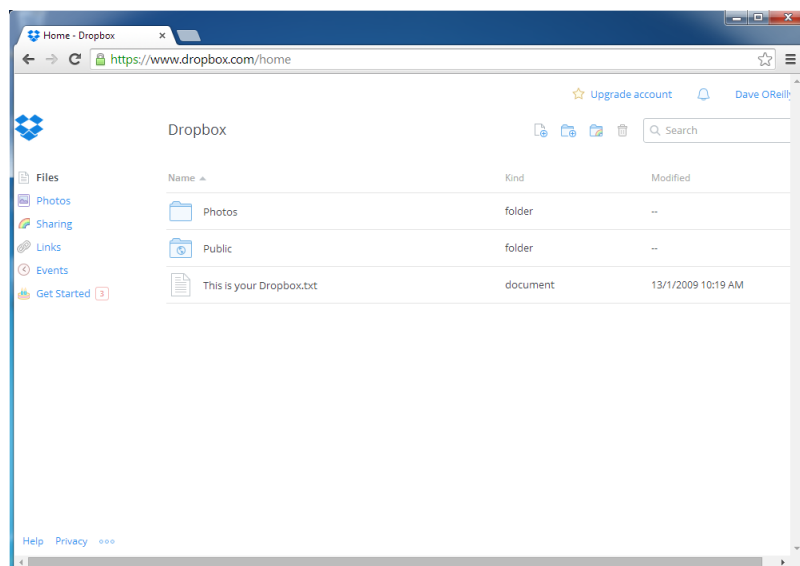 Home - Dropbox
https://www.dropbox.com/home
Upgrade account
Dave OReilly
Dropbox
Search
Files
Name Kind Modified
Photos
Photos folder --
Sharing
Links
Public folder --
Events
Get Started 3
This is your Dropbox.txt document 13/1/2009 10:19 AM
Help Privacy